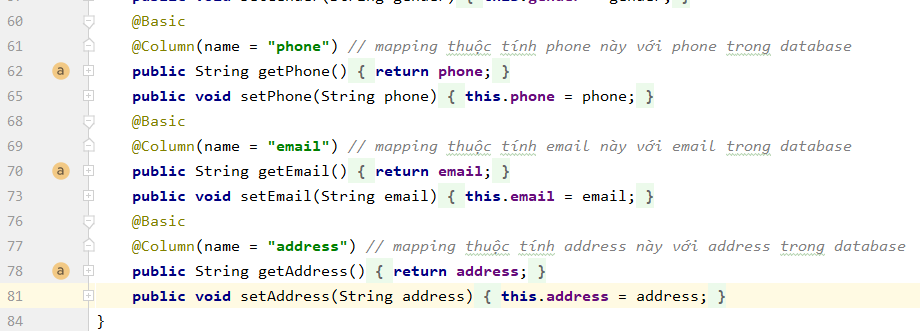 public void setGender(String gender) { this.gender = gender; }
60 @Basic
61 @Column(name = "phone") // mapping thuộc tính phone này với phone trong database
62 a public String getPhone() { return phone; }
65 public void setPhone(String phone) { this.phone = phone; }
68 @Basic
69 @Column(name = "email") // mapping thuộc tính email này với email trong database
70 a public String getEmail() { return email; }
73 public void setEmail(String email) { this.email = email; }
76 @Basic
77 @Column(name = "address") // mapping thuộc tính address này với address trong database
78 a public String getAddress() { return address; }
81 public void setAddress(String address) { this.address = address; }
84 }